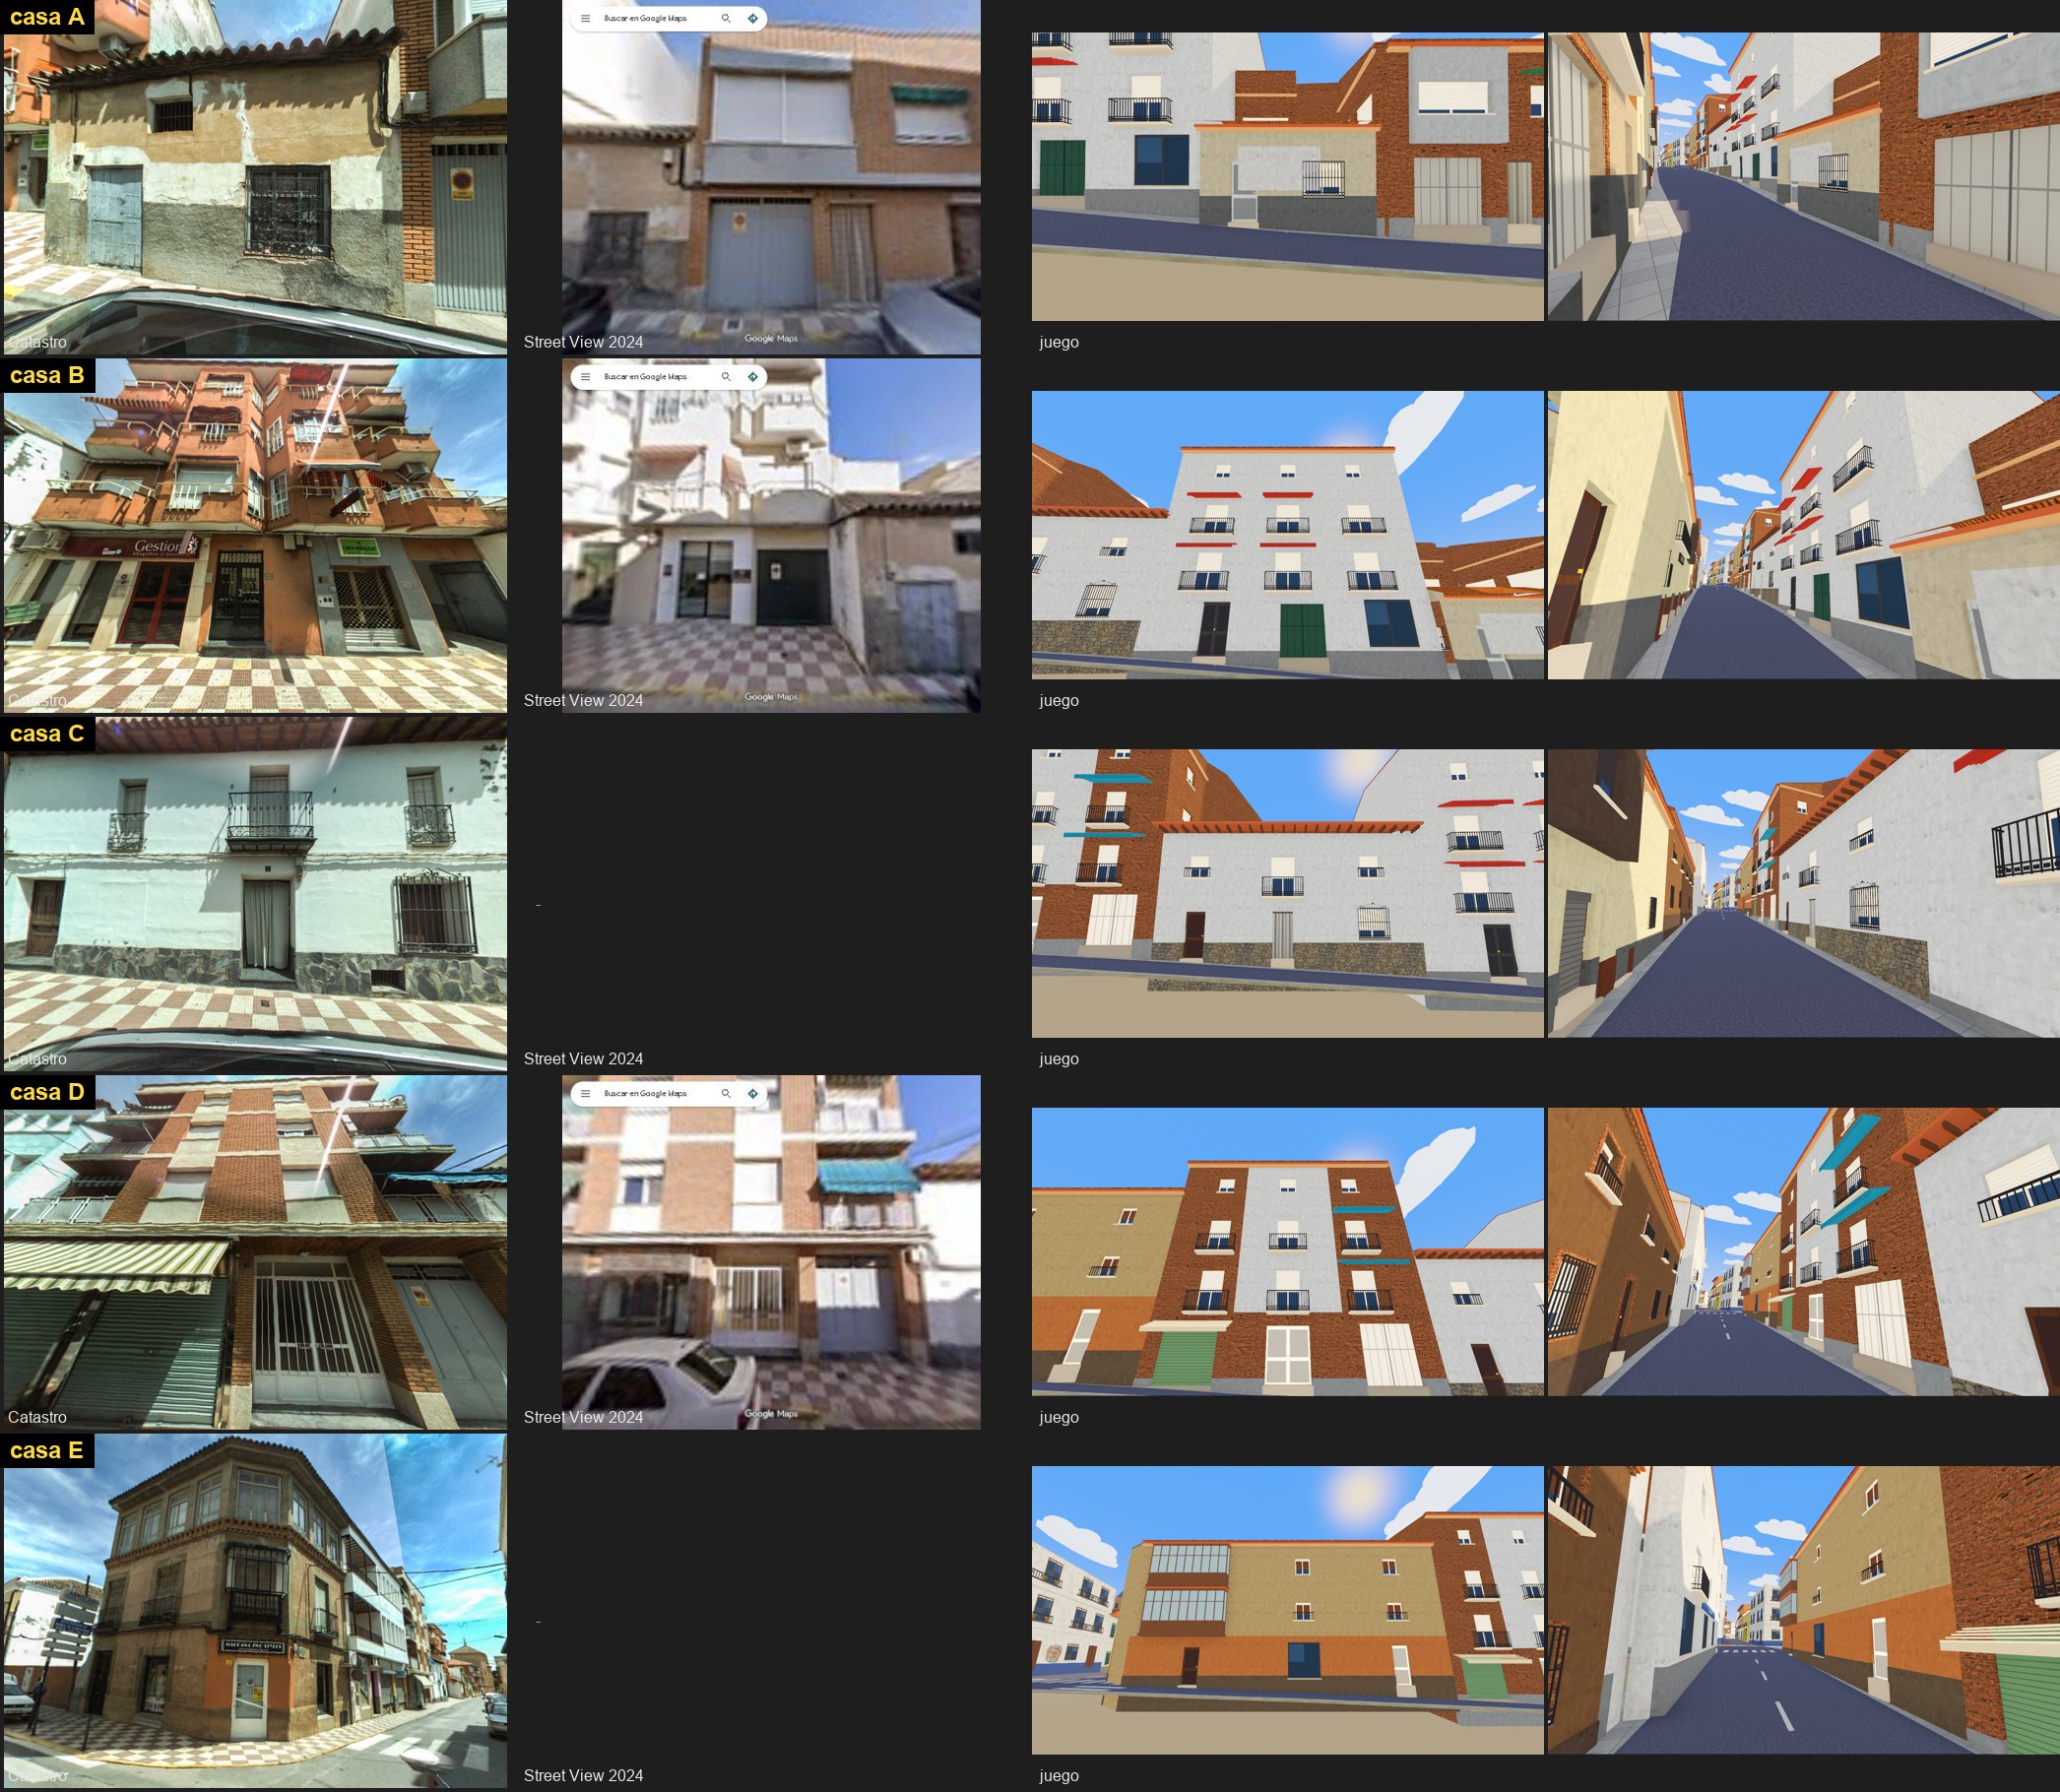 casa A
Buscar en Google Maps
Google Maps
Catastro
Street View 2024
juego
casa B
Buscar en Google Maps
Gestion
Google Maps
Catastro
Street View 2024
juego
casa C
-
Catastro
Street View 2024
juego
casa D
Buscar en Google Maps
Google Maps
Catastro
Street View 2024
juego
casa E
-
Catastro
Street View 2024
juego